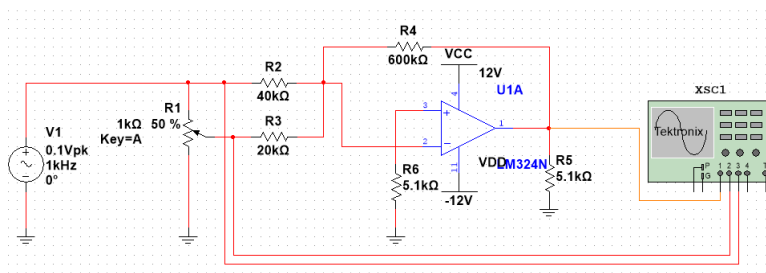 R4
600kΩ
VCC
12V
U1A
xsc1
R2
40kΩ
R1
1kΩ
50 %
Key=A
R3
20kΩ
V1
0.1Vpk
1kHz
0°
3
2
4
1
11
VDD
LM324N
R5
5.1kΩ
R6
5.1kΩ
-12V
Tektronix
P
G
1 2 3 4 T